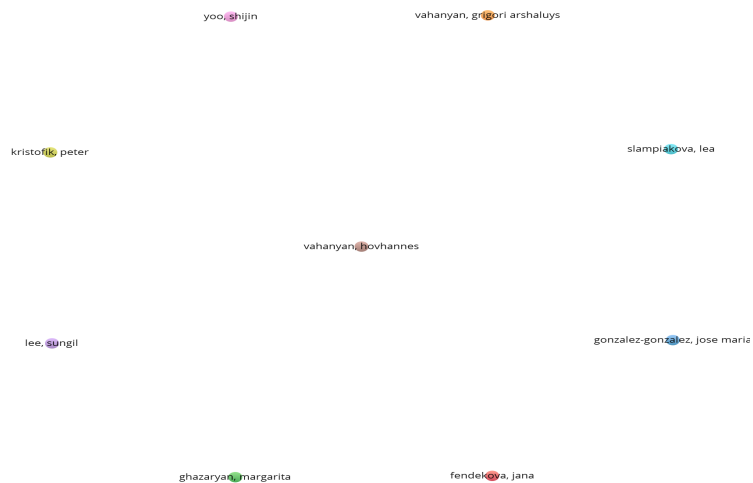 yoo, shijin
vahanyan, grigori arshaluys
kristofik, peter
slampiakova, lea
vahanyan, hovhannes
lee, sungil
gonzalez-gonzalez, jose maria
ghazaryan, margarita
fendekova, jana